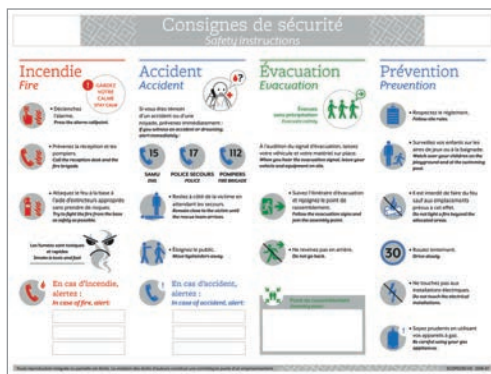 Consignes de sécurité
Safety instructions
Incendie
Fire
GARDEZ
VOTRE
CALME
STAY CALM
• Déclenchez
l'alarme.
Press the alarm callpoint.
• Prévenez la réception et les
pompiers.
Call the reception desk and the
fire brigade.
• Attaquez le feu à la base à
l'aide d'extincteurs appropriés
sans prendre de risques.
Try to fight the fire from the base
as safely as possible.
Les fumées sont toxiques
et rapides
Smoke is toxic and fast
En cas d'incendie,
alertez :
In case of fire, alert:
Accident
Accident
Si vous êtes témoin
d'un accident ou d'une
noyade, prévenez immédiatement :
If you witness an accident or drowning,
alert immediately:
15
17
112
SAMU
POLICE SECOURS
POLICE
POMPIERS
FIRE BRIGADE
• Restez à côté de la victime en
attendant les secours.
Remain close to the victim until
the rescue team arrives.
• Éloignez le public.
Move bystanders away.
En cas d'accident,
alertez :
In case of accident, alert:
Évacuation
Evacuation
Évacuez
sans précipitation
Evacuate calmly
À l'audition du signal d'évacuation, laissez
votre véhicule et votre matériel sur place.
When you hear the evacuation signal, leave your
vehicle and equipment on site.
• Suivez l'itinéraire d'évacuation
et rejoignez le point de
rassemblement.
Follow the evacuation signs and
join the assembly point.
• Ne revenez pas en arrière.
Do not go back.
Point de rassemblement
Prévention
Prevention
• Respectez le règlement.
Follow the rules.
• Surveillez vos enfants sur les
aires de jeux ou à la baignade.
Watch over your children on the
playground and at the swimming
pool.
• Il est interdit de faire du feu
sauf aux emplacements
prévus à cet effet.
Do not light a fire beyond the
allocated areas.
30
• Roulez lentement.
Drive slowly.
• Ne touchez pas aux
installations électriques.
Do not touch the electrical
installations.
• Soyez prudents en utilisant
vos appareils à gaz.
Be careful using your gas
appliance.